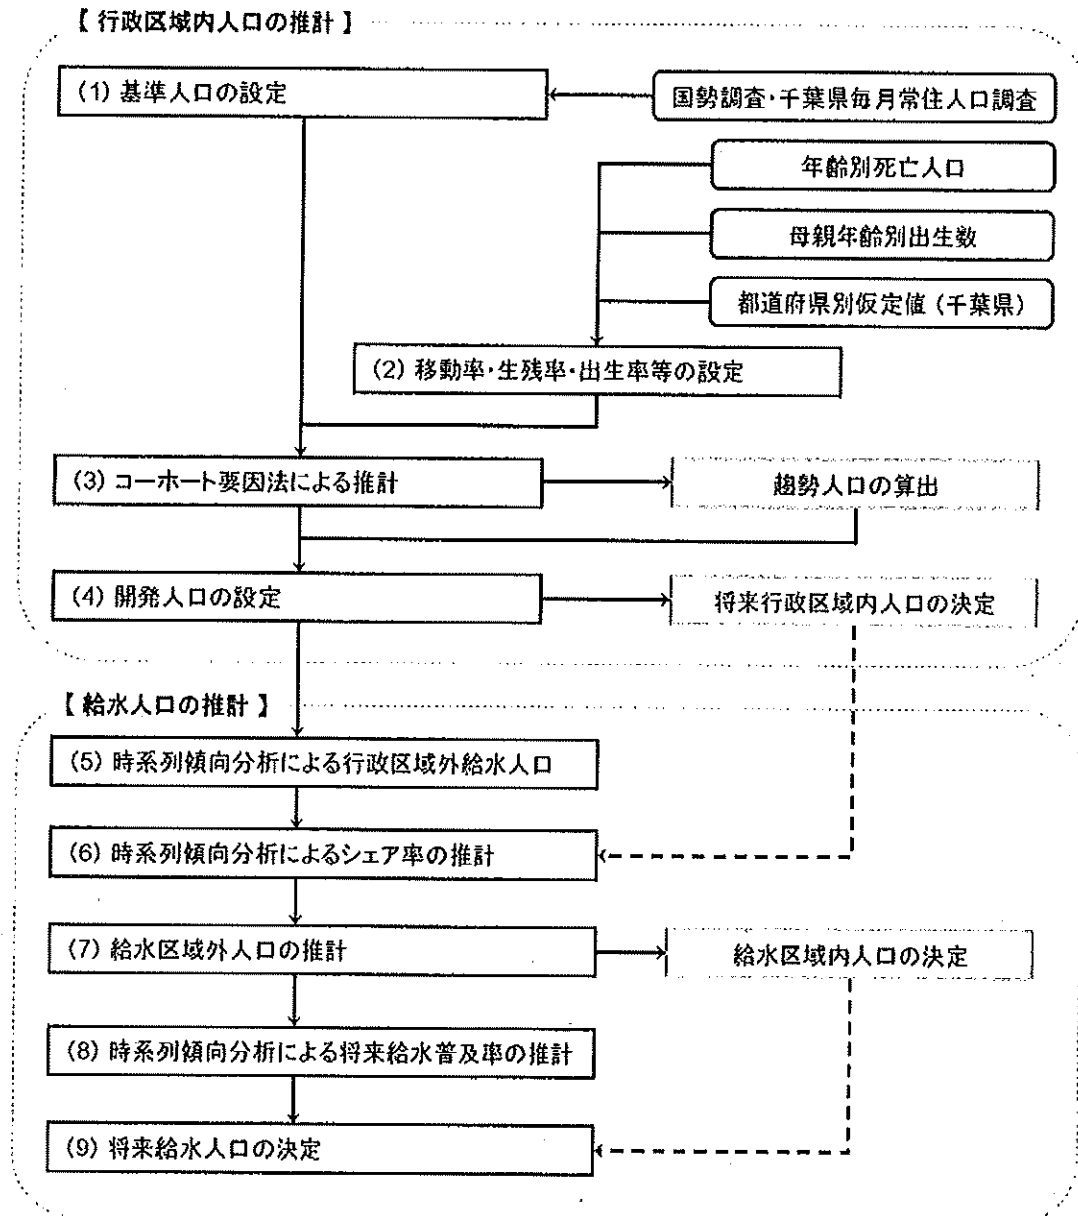 【 行政区域内人口の推計 】
(1) 基準人口の設定
国勢調査・千葉県毎月常住人口調査
年齢別死亡人口
母親年齢別出生数
都道府県別仮定値 (千葉県)
(2) 移動率・生残率・出生率等の設定
(3) コーホート要因法による推計
趨勢人口の算出
(4) 開発人口の設定
将来行政区域内人口の決定
【 給水人口の推計 】
(5) 時系列傾向分析による行政区域外給水人口
(6) 時系列傾向分析によるシェア率の推計
(7) 給水区域外人口の推計
給水区域内人口の決定
(8) 時系列傾向分析による将来給水普及率の推計
(9) 将来給水人口の決定